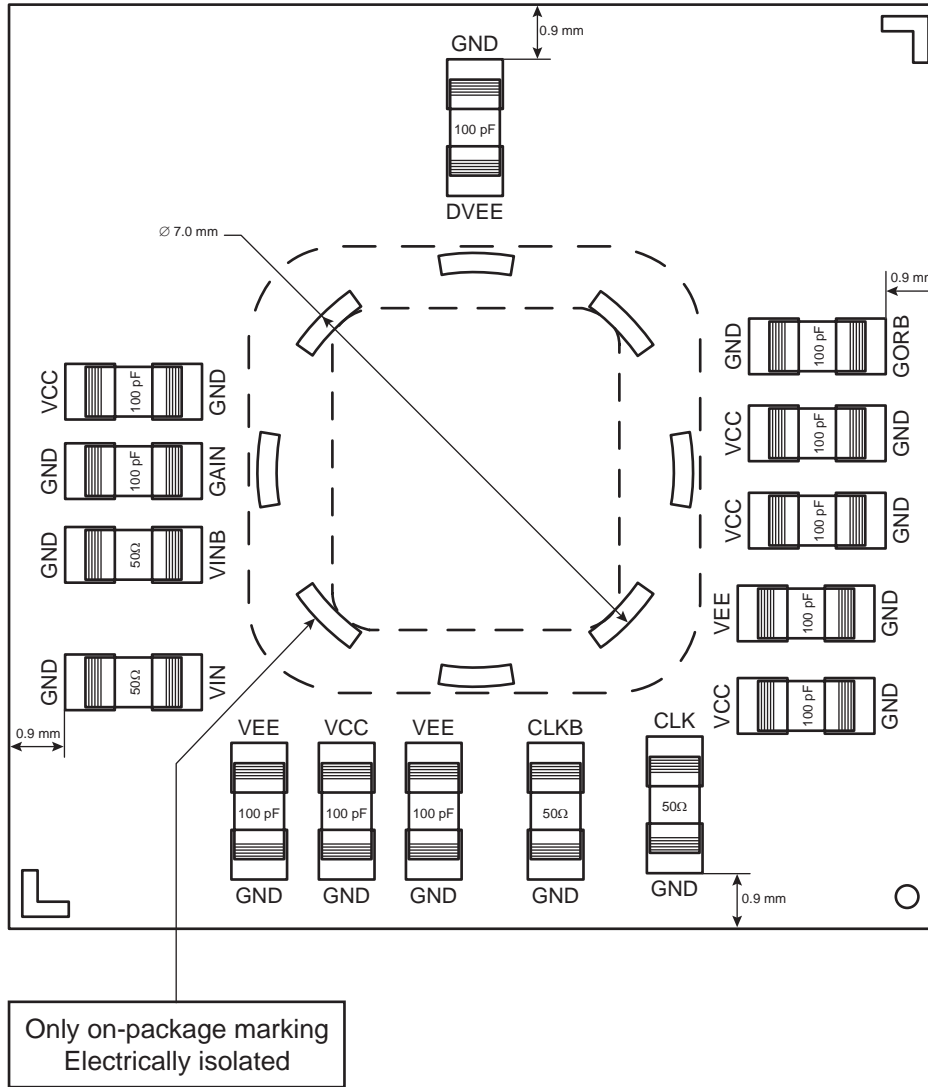 0.9 mm
GND
100 pF
DVEE
Ø 7.0 mm
0.9 mm
GND
100 pF
GORB
VCC
100 pF
GND
VCC
100 pF
GND
GND
100 pF
GAIN
VCC
100 pF
GND
GND
50Ω
VINB
VEE
100 pF
GND
GND
50Ω
VIN
VCC
100 pF
GND
0.9 mm
VEE
VCC
VEE
CLKB
CLK
100 pF
100 pF
100 pF
50Ω
50Ω
GND
GND
GND
GND
GND
0.9 mm
Only on-package marking
Electrically isolated